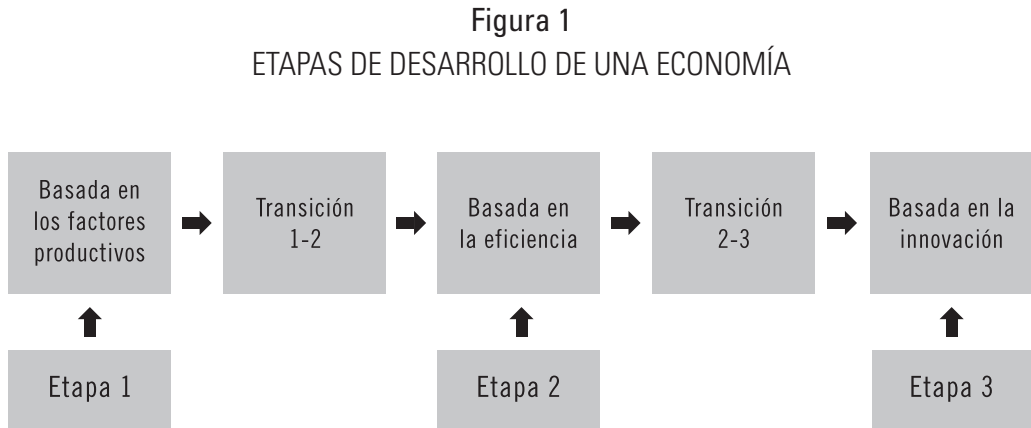 Figura 1
ETAPAS DE DESARROLLO DE UNA ECONOMÍA
Basada en
los factores
productivos
Transición
1-2
Basada en
la eficiencia
Transición
2-3
Basada en la
innovación
Etapa 1
Etapa 2
Etapa 3